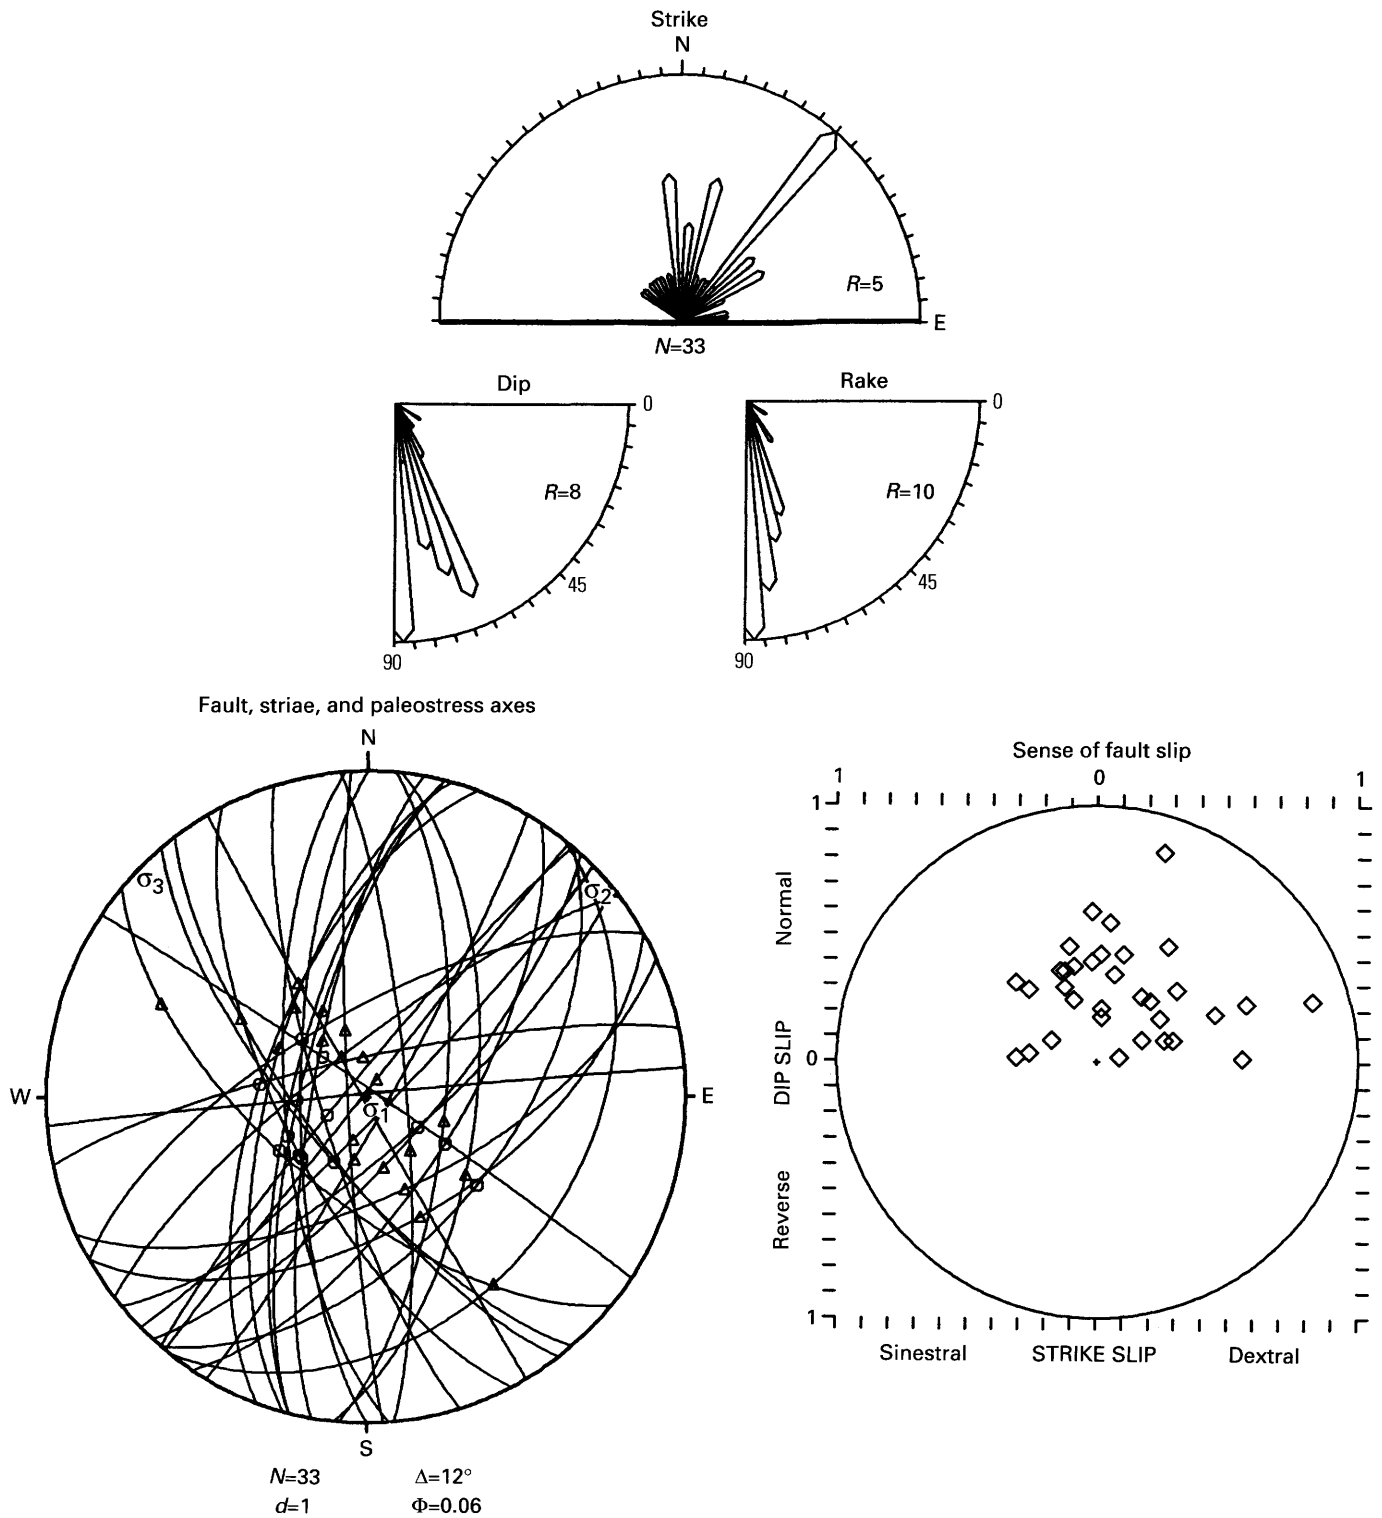 Strike
N
R=5
E
N=33
Dip
0
R=8
45
90
Rake
0
R=10
45
90
Fault, striae, and paleostress axes
N
σ3
σ2
W
E
σ1
S
N=33 Δ=12°
d=1 Φ=0.06
Sense of fault slip
1 0 1
1
Normal
DIP SLIP
0
Reverse
1
Sinestral STRIKE SLIP Dextral